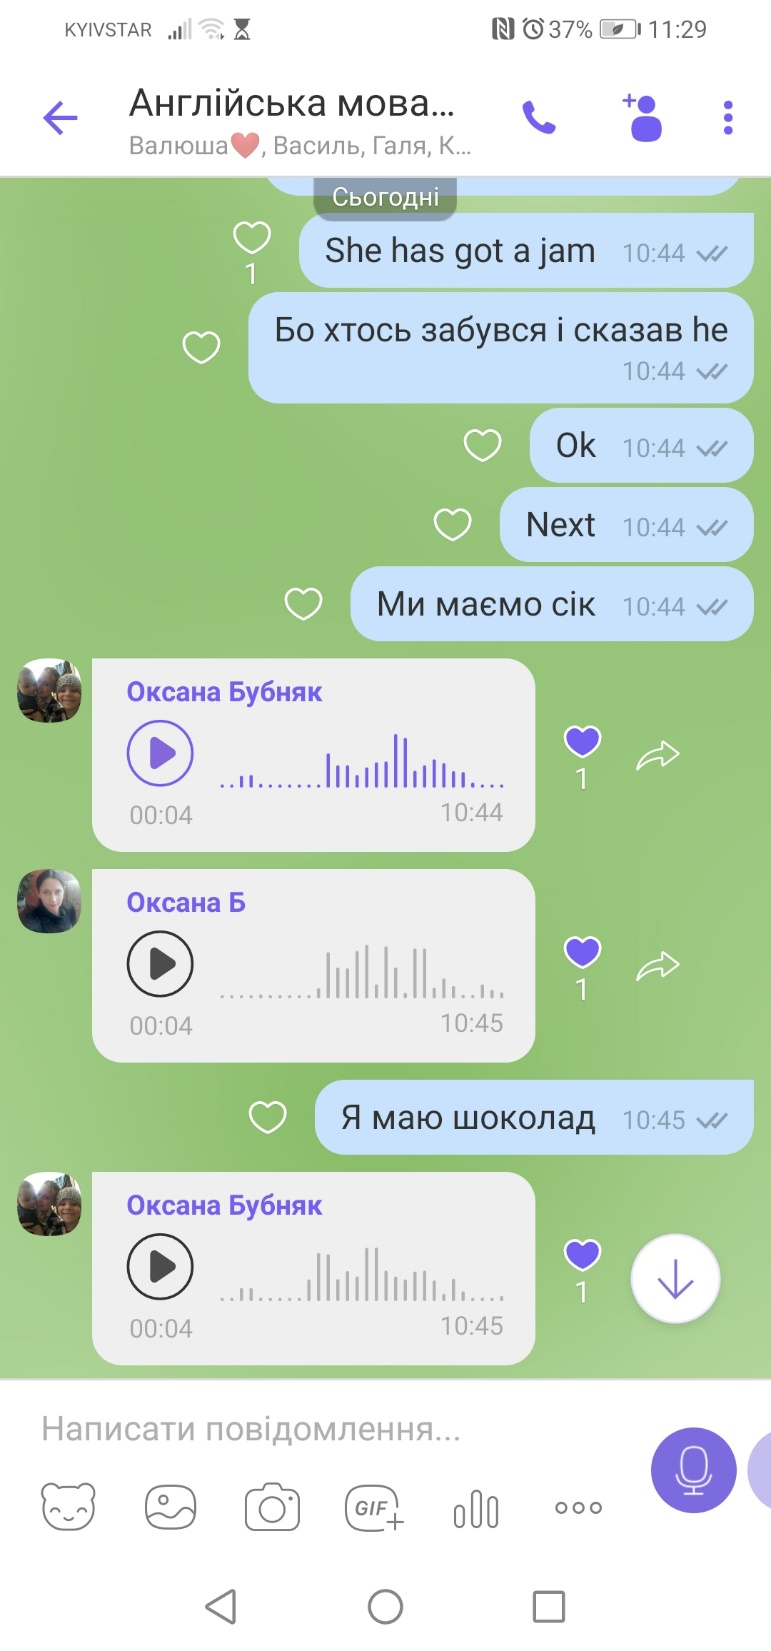 KYIVSTAR 37% 11:29
Англійська мова...
Валюша❤️, Василь, Галя, К...
Сьогодні
She has got a jam 10:44
1
Бо хтось забувся і сказав he
10:44
Ok 10:44
Next 10:44
Ми маємо сік 10:44
Оксана Бубняк
00:04 10:44
1
Оксана Б
00:04 10:45
1
Я маю шоколад 10:45
Оксана Бубняк
00:04 10:45
1
Написати повідомлення...
GIF